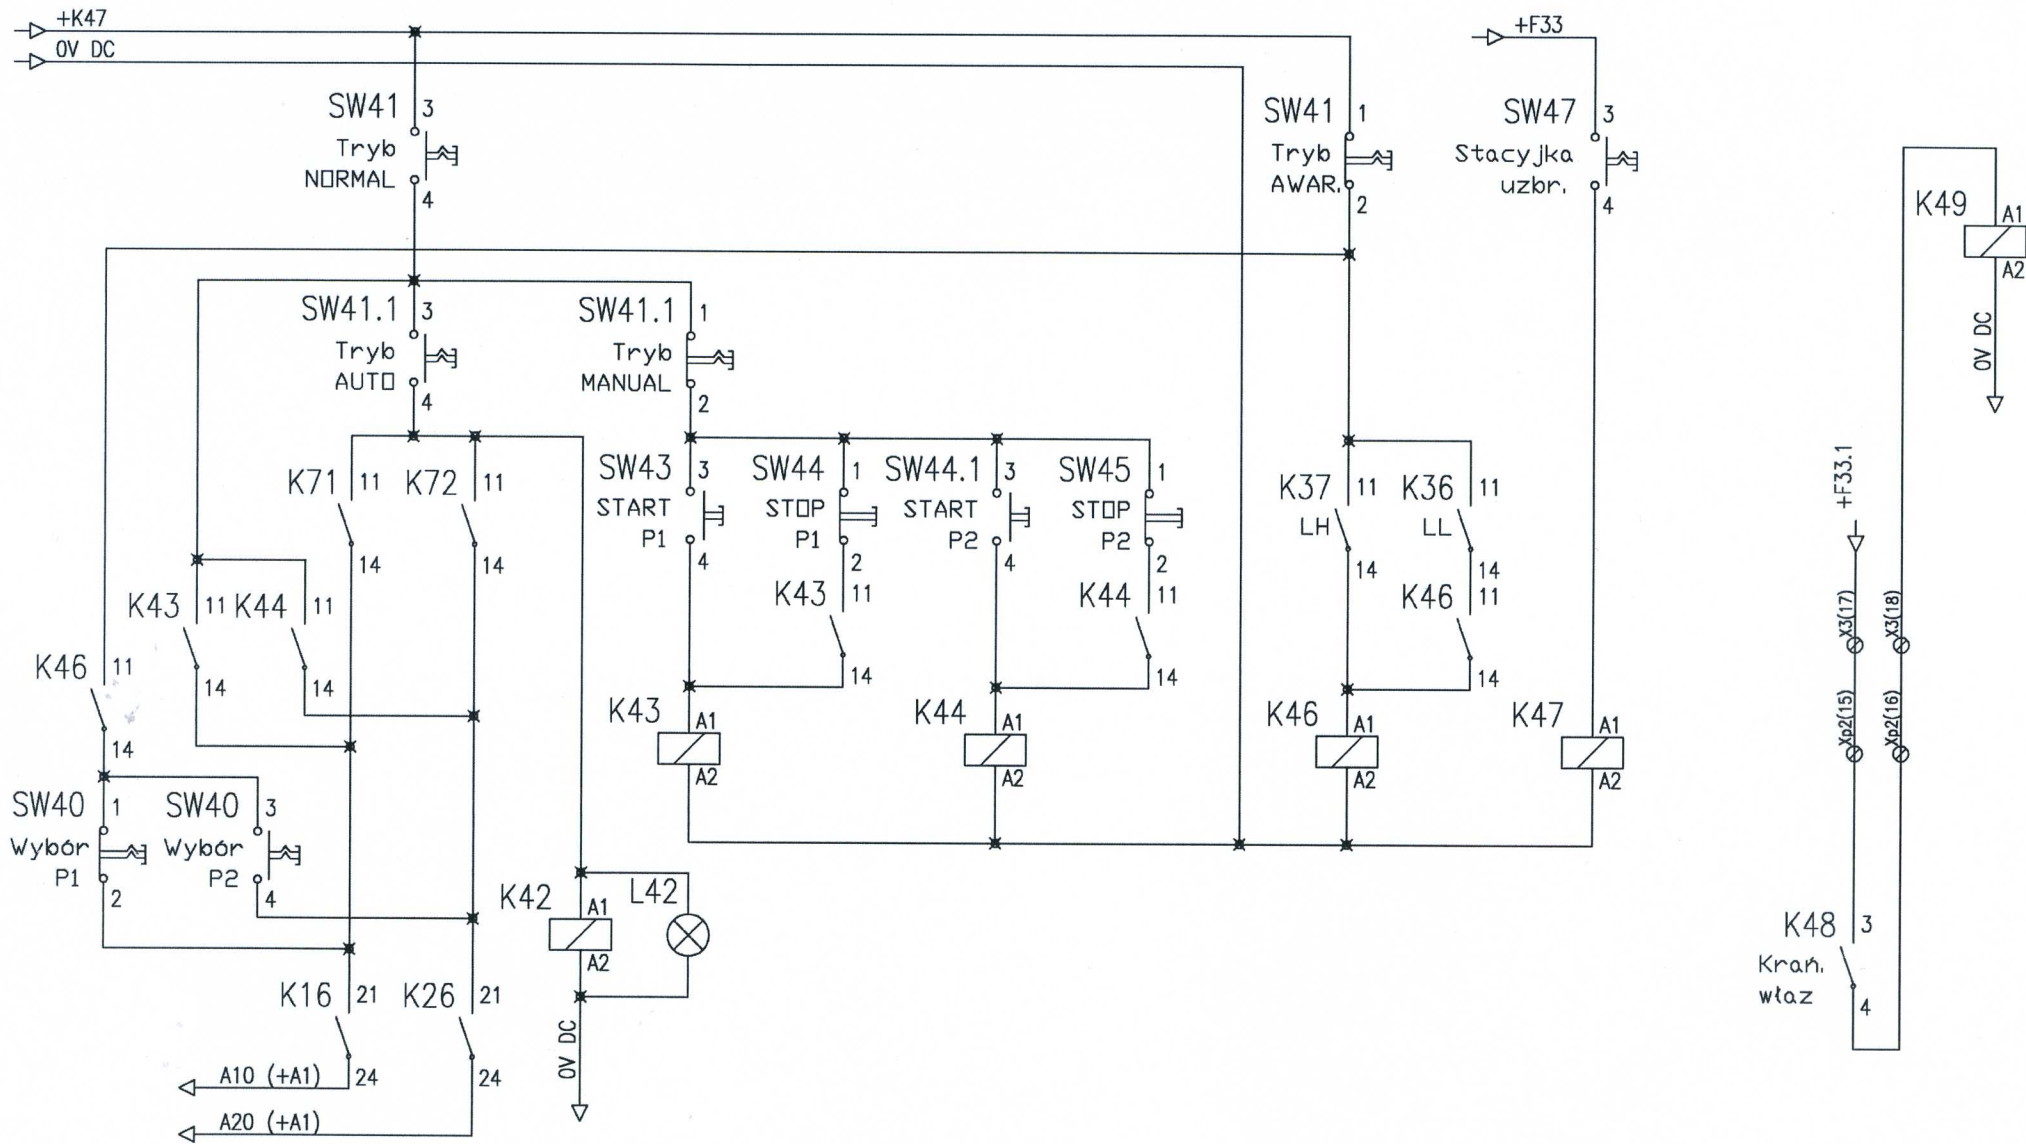 +K47
0V DC
+F33
SW41 3
Tryb
NORMAL
4
SW41 1
Tryb
AWAR.
2
SW47 3
Stacyjka
uzbr.
4
K49
A1
A2
0V DC
SW41.1 3
Tryb
AUTO
4
SW41.1 1
Tryb
MANUAL
2
K71 11
14
K72 11
14
SW43 3
START
P1
4
SW44 1
STOP
P1
2
SW44.1 3
START
P2
4
SW45 1
STOP
P2
2
K37 11
LH
14
K36 11
LL
14
+F33.1
K43 11
14
K44 11
14
K43 11
14
K44 11
14
K46 11
14
X3(17)
X3(18)
K46 11
14
K43
A1
A2
K44
A1
A2
K46
A1
A2
K47
A1
A2
Xp2(15)
Xp2(16)
SW40 1
Wybór
P1
2
SW40 3
Wybór
P2
4
K42
A1
A2
L42
0V DC
K48 3
Krań.
właz
4
K16 21
24
K26 21
24
A10 (+A1)
A20 (+A1)